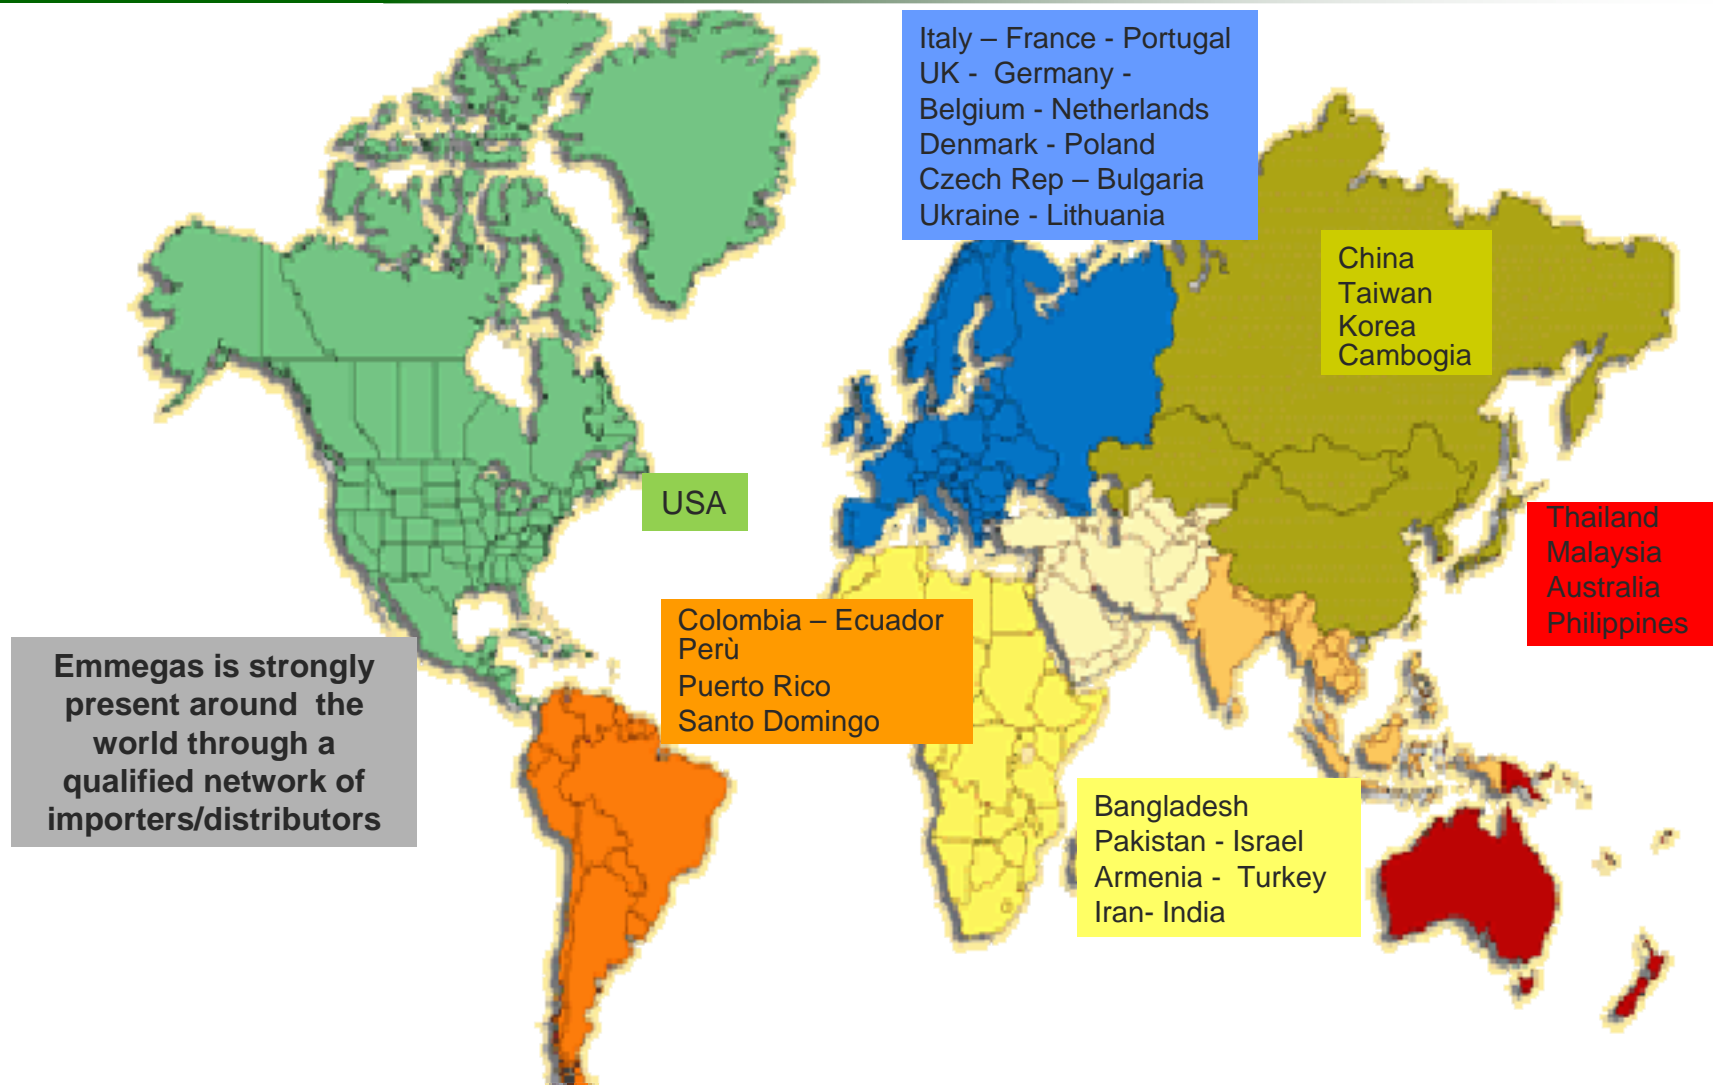 Italy – France - Portugal
UK - Germany -
Belgium - Netherlands
Denmark - Poland
Czech Rep – Bulgaria
Ukraine - Lithuania
China
Taiwan
Korea
Cambogia
USA
Thailand
Malaysia
Australia
Philippines
Colombia – Ecuador
Perù
Puerto Rico
Santo Domingo
Emmegas is strongly
present around the
world through a
qualified network of
importers/distributors
Bangladesh
Pakistan - Israel
Armenia - Turkey
Iran- India